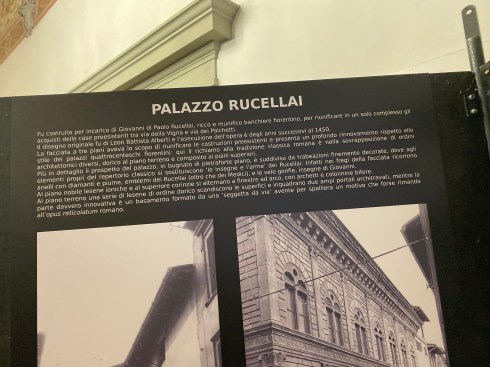 PALAZZO RUCELLAI
Fu costruito per incarico di Giovanni di Paolo Rucellai, ricco e munifico banchiere fiorentino, per riunificare in un solo complesso gli
acquisti delle case preesistenti tra via della Vigna e via dei Palchetti.
Il disegno originale fu di Leon Battista Alberti e l'esecuzione dell'opera è degli anni successivi al 1450.
La facciata a tre piani aveva lo scopo di riunificare le costruzioni preesistenti e presenta un profondo rinnovamento rispetto allo
stile dei palazzi quattrocenteschi fiorentini: qui il richiamo alla tradizione classica romana è nella sovrapposizione di ordini
architettonici diversi, dorico al piano terreno e composto ai piani superiori.
Più in dettaglio il prospetto del palazzo, in bugnato di pietraforte piano, è suddiviso da trabeazioni finemente decorate, dove agli
elementi propri del repertorio classico si sostituiscono 'le insegne' e l'arme' dei Rucellai. Infatti nei fregi della facciata ricorrono
anelli con diamanti e piume, emblemi dei Rucellai (oltre che dei Medici), e le vele gonfie, insegne di Giovanni.
Al piano nobile lesene ioniche e al superiore corinzie si alternano a finestre ad arco, con archetti e colonnine bifore.
Al piano terreno una serie di lesene di ordine dorico scandiscono le superfici e inquadrano due ampi portali architravati, mentre la
parte davvero innovativa è un basamento formato da una 'seggetta da via' avente per spalliera un motivo che forse rimanda
all'opus reticolatum romano.